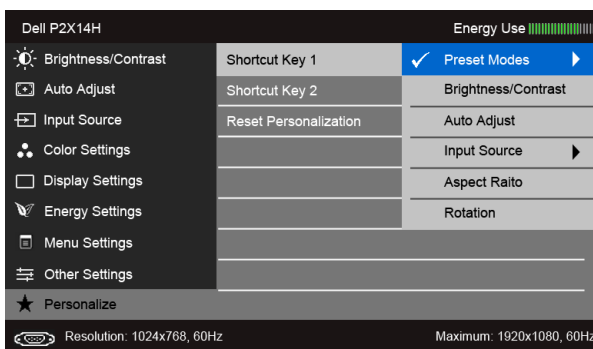 Dell P2X14H Energy Use
Brightness/Contrast Shortcut Key 1 Preset Modes
Auto Adjust Shortcut Key 2 Brightness/Contrast
Input Source Reset Personalization Auto Adjust
Color Settings Input Source
Display Settings Aspect Raito
Energy Settings Rotation
Menu Settings
Other Settings
Personalize
Resolution: 1024x768, 60Hz Maximum: 1920x1080, 60Hz